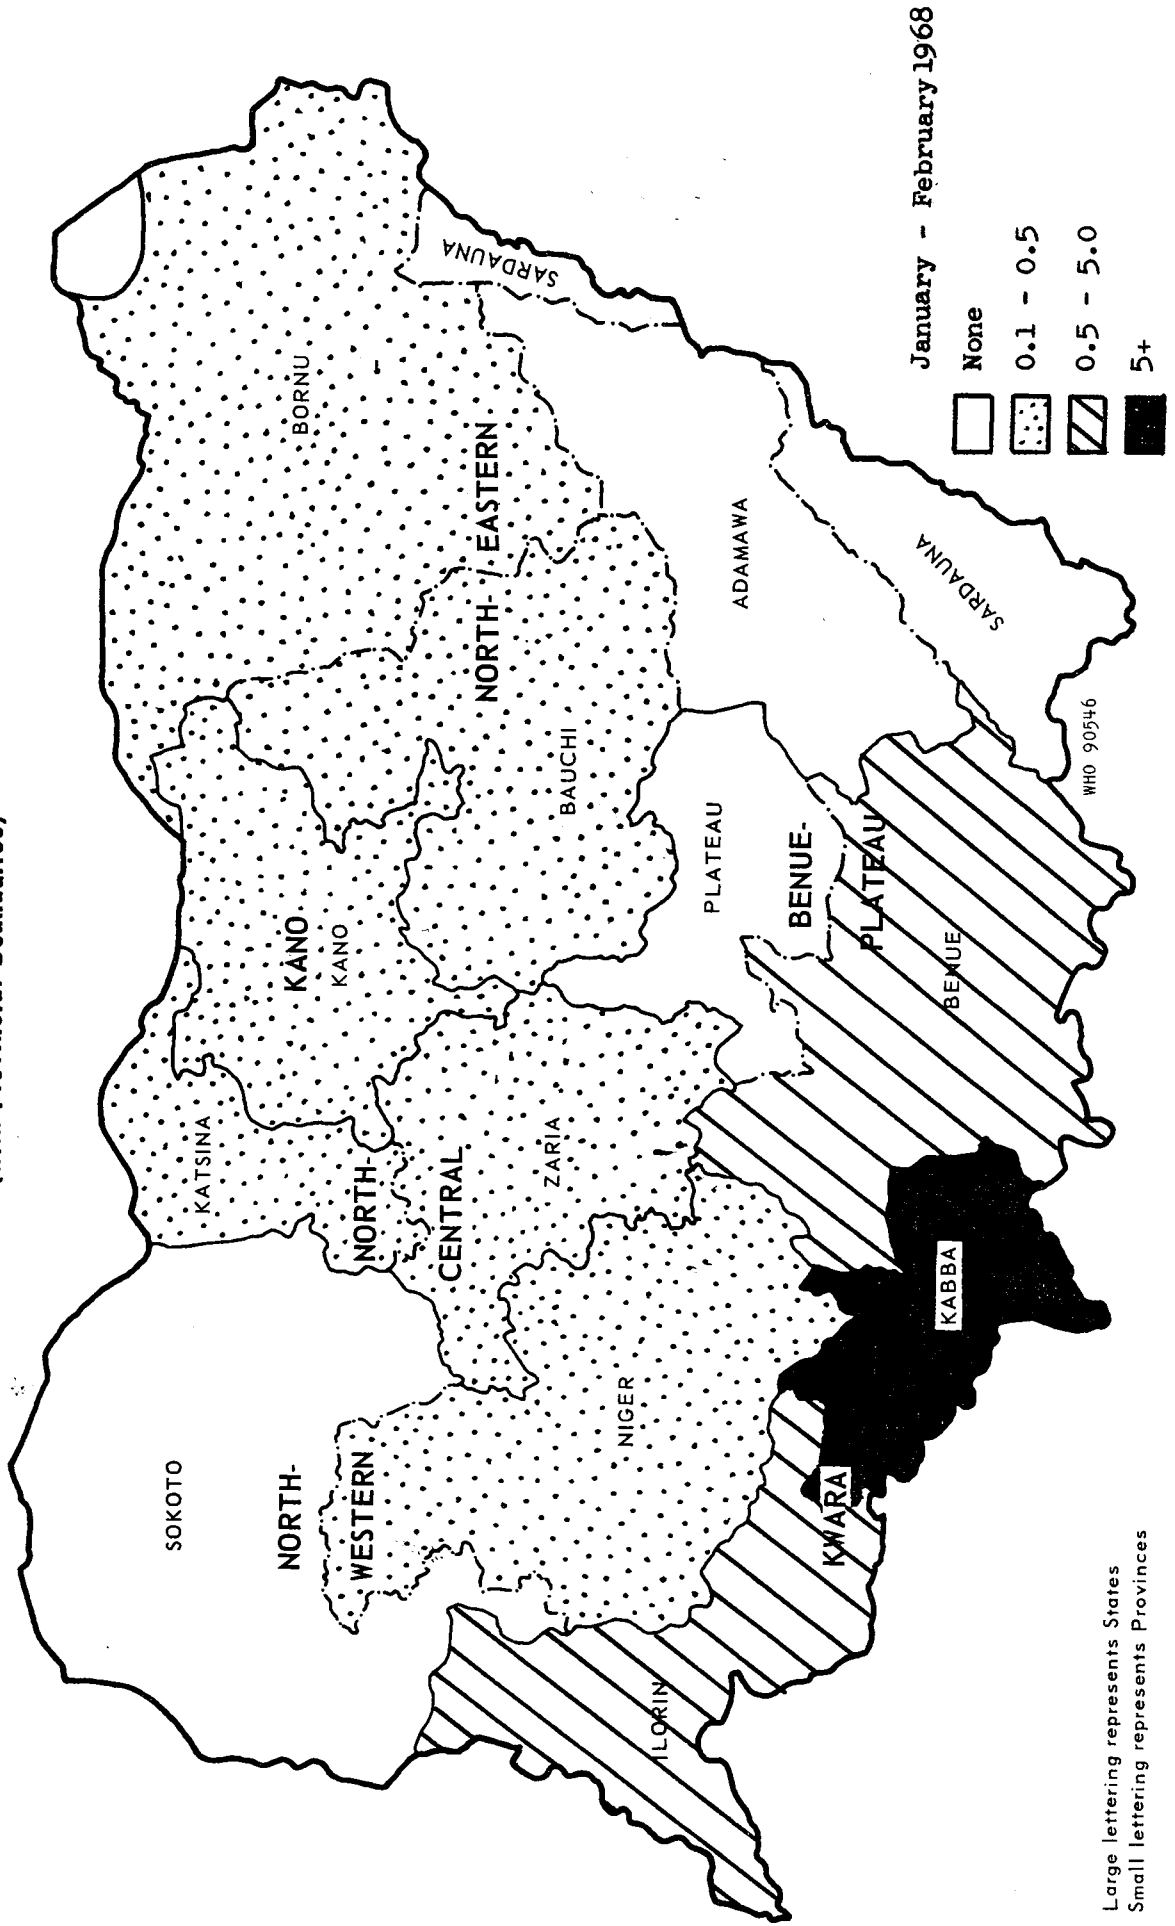 SOKOTO
NORTH-
WESTERN
KATSINA
NORTH-
CENTRAL
ZARIA
NIGER
KANO
KANO
BORNU
NORTH-EASTERN
BAUCHI
SARDAUNA
ADAMAWA
SARDAUNA
PLATEAU
BENUE-
PLATEAU
BENUE
KABBA
KWARA
ILORIN
WHO 90546
January - February 1968
None
0.1 - 0.5
0.5 - 5.0
5+
Large lettering represents States
Small lettering represents Provinces